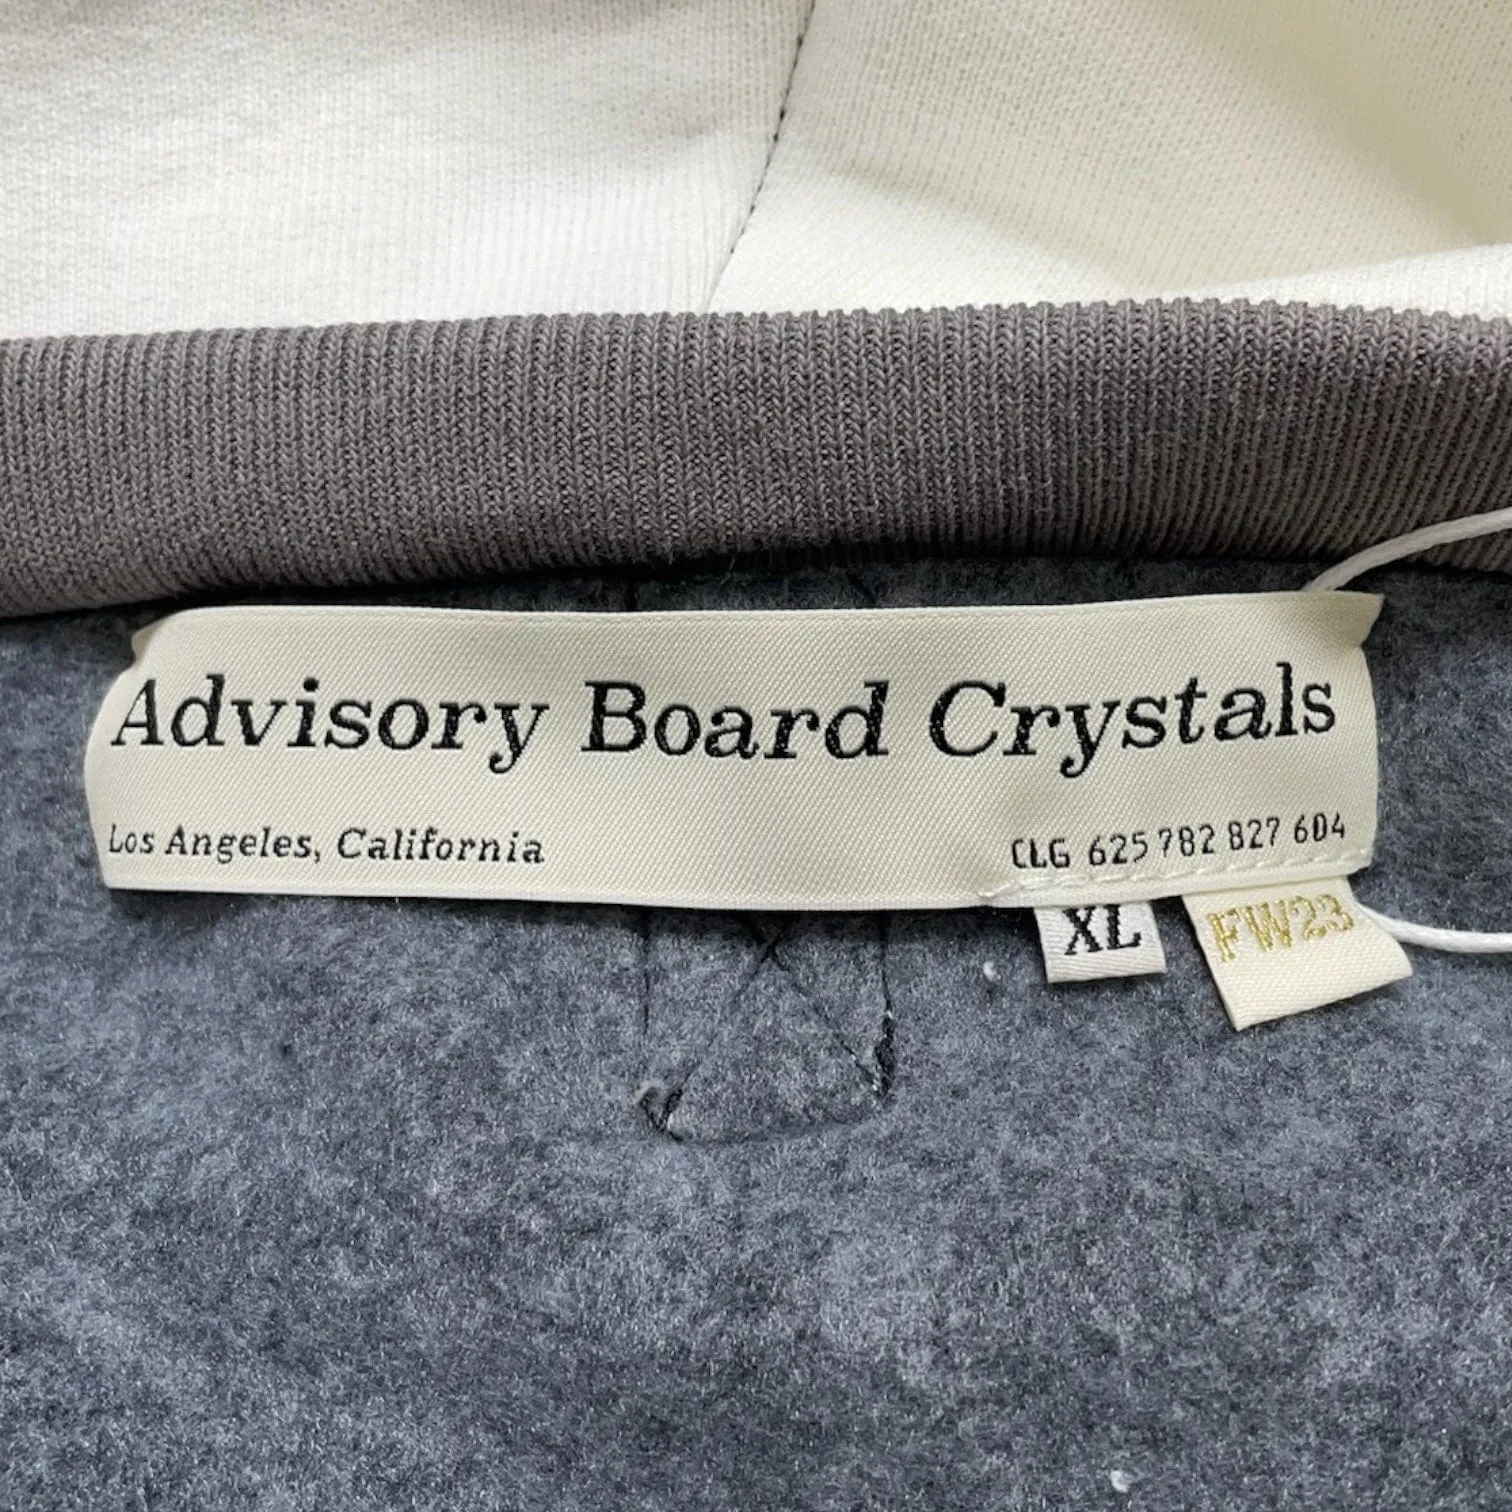 Advisory Board Crystals
Los Angeles, California
CLG 625 782 827 604
XL
FW23